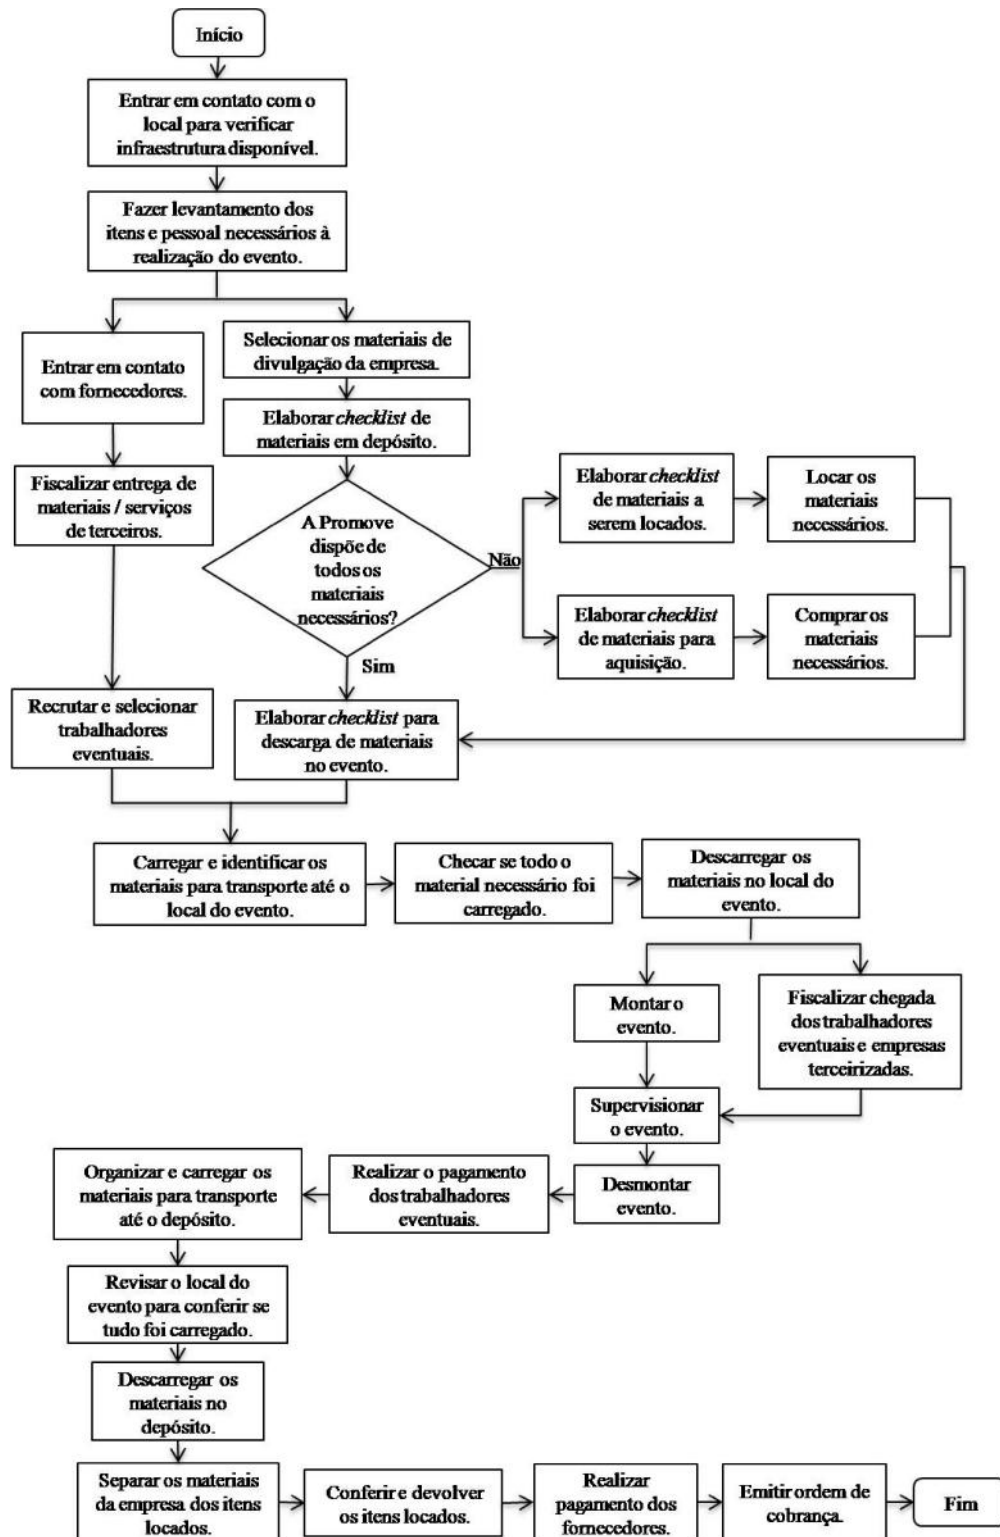 Início
Entrar em contato com o
local para verificar
infraestrutura disponível.
Fazer levantamento dos
itens e pessoal necessários à
realização do evento.
Entrar em contato
com fornecedores.
Selecionar os materiais de
divulgação da empresa.
Elaborar checklist de
materiais em depósito.
Fiscalizar entrega de
materiais / serviços
de terceiros.
A Promove
dispõe de
todos os
materiais
necessários?
Não
Elaborar checklist
de materiais a
serem locados.
Locar os
materiais
necessários.
Elaborar checklist
de materiais para
aquisição.
Comprar os
materiais
necessários.
Sim
Recrutar e selecionar
trabalhadores
eventuais.
Elaborar checklist para
descarga de materiais
no evento.
Carregar e identificar os
materiais para transporte até o
local do evento.
Checar se todo o
material necessário foi
carregado.
Descarregar os
materiais no local do
evento.
Montar o
evento.
Fiscalizar chegada
dos trabalhadores
eventuais e empresas
terceirizadas.
Supervisionar
o evento.
Desmontar
evento.
Realizar o pagamento
dos trabalhadores
eventuais.
Organizar e carregar os
materiais para transporte
até o depósito.
Revisar o local do
evento para conferir se
tudo foi carregado.
Descarregar os
materiais no
depósito.
Separar os materiais
da empresa dos itens
locados.
Conferir e devolver
os itens locados.
Realizar
pagamento dos
fornecedores.
Emitir ordem de
cobrança.
Fim